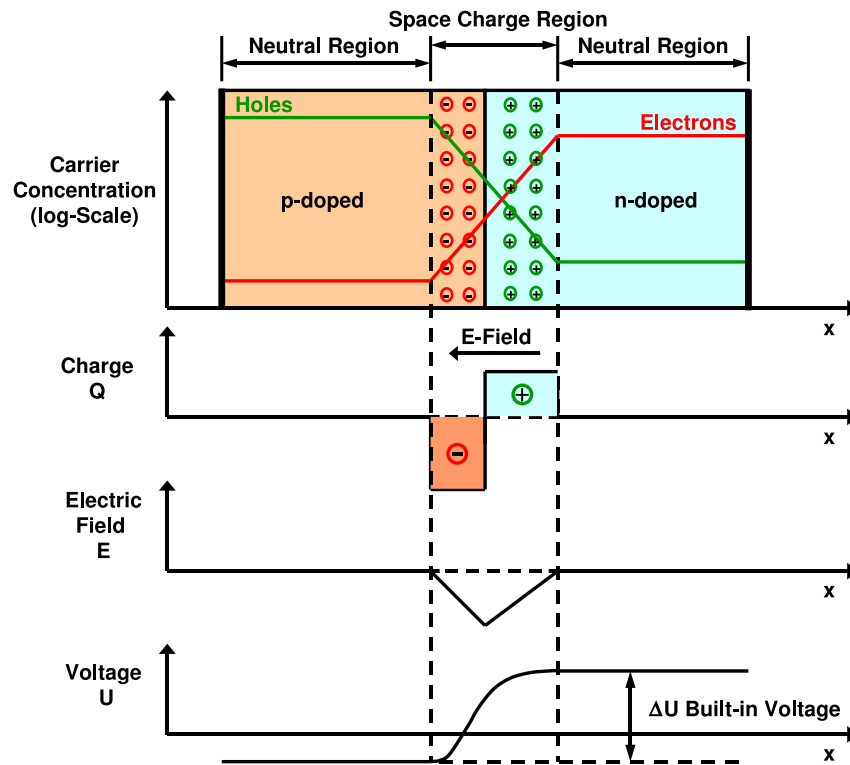 Space Charge Region
Neutral Region
Neutral Region
Holes
Electrons
Carrier
Concentration
(log-Scale)
p-doped
n-doped
x
E-Field
Charge
Q
+
-
x
Electric
Field
E
x
Voltage
U
ΔU Built-in Voltage
x